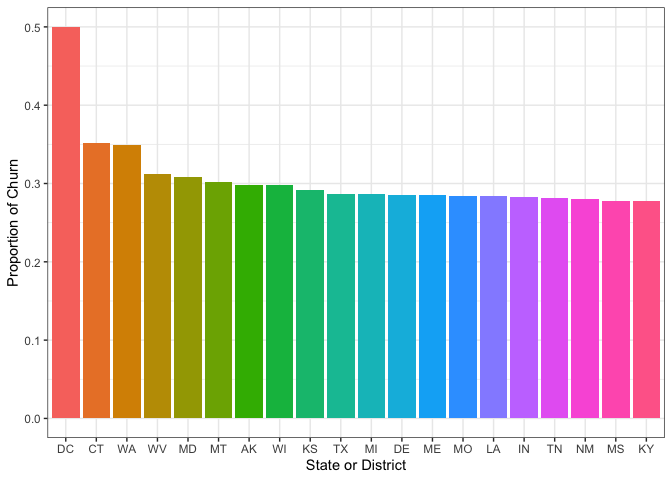 0.5
0.4
0.3
0.2
0.1
0.0
Proportion of Churn
DC CT WA WV MD MT AK WI KS TX MI DE ME MO LA IN TN NM MS KY
State or District